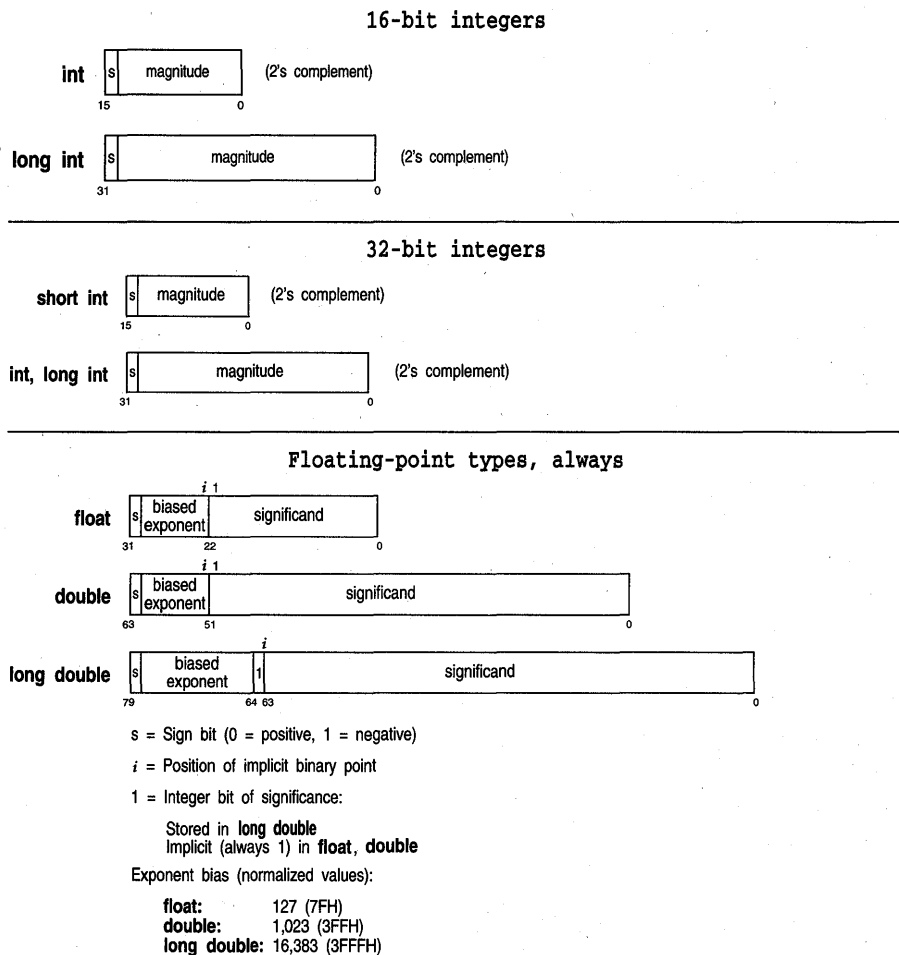 16-bit integers
int s magnitude (2's complement)
15 0
long int s magnitude (2's complement)
31 0
32-bit integers
short int s magnitude (2's complement)
15 0
int, long int s magnitude (2's complement)
31 0
Floating-point types, always
i 1
float s biased exponent significand
31 22 0
i 1
double s biased exponent significand
63 51 0
i
long double s biased exponent 1 significand
79 64 63 0
s = Sign bit (0 = positive, 1 = negative)
i = Position of implicit binary point
1 = Integer bit of significance:
Stored in long double
Implicit (always 1) in float, double
Exponent bias (normalized values):
float: 127 (7FH)
double: 1,023 (3FFH)
long double: 16,383 (3FFFH)